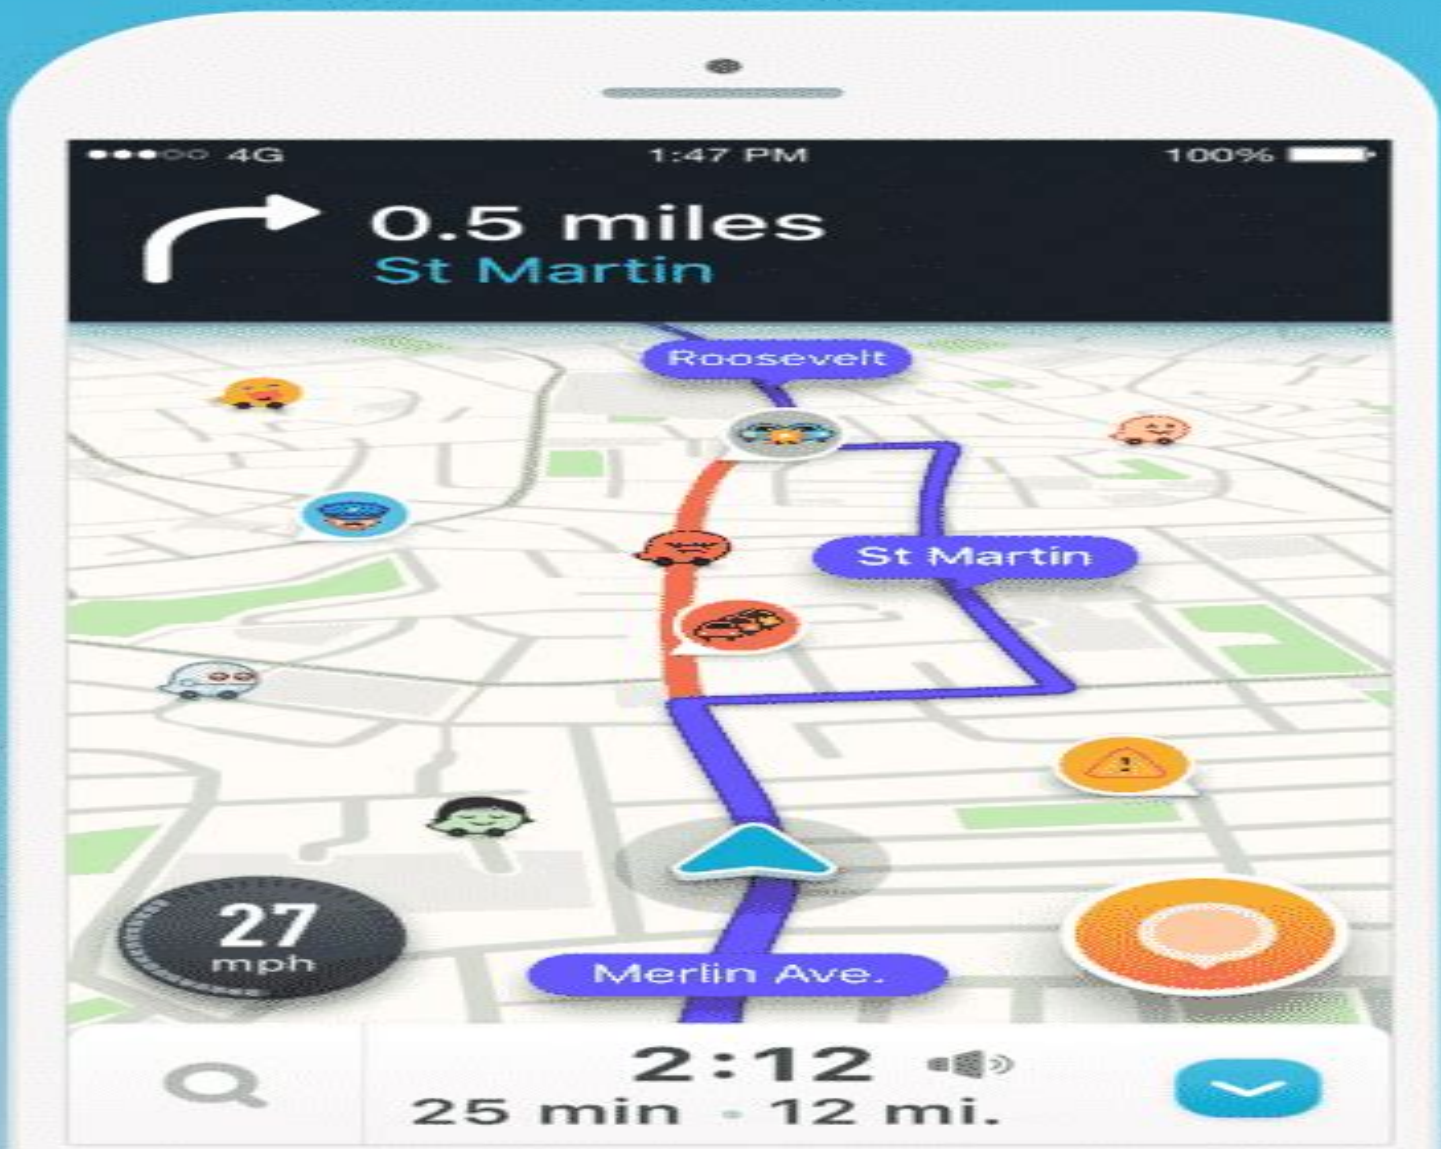 4G 1:47 PM 100%
0.5 miles
St Martin
Roosevelt
St Martin
!
27
mph
Merlin Ave.
2:12
25 min · 12 mi.